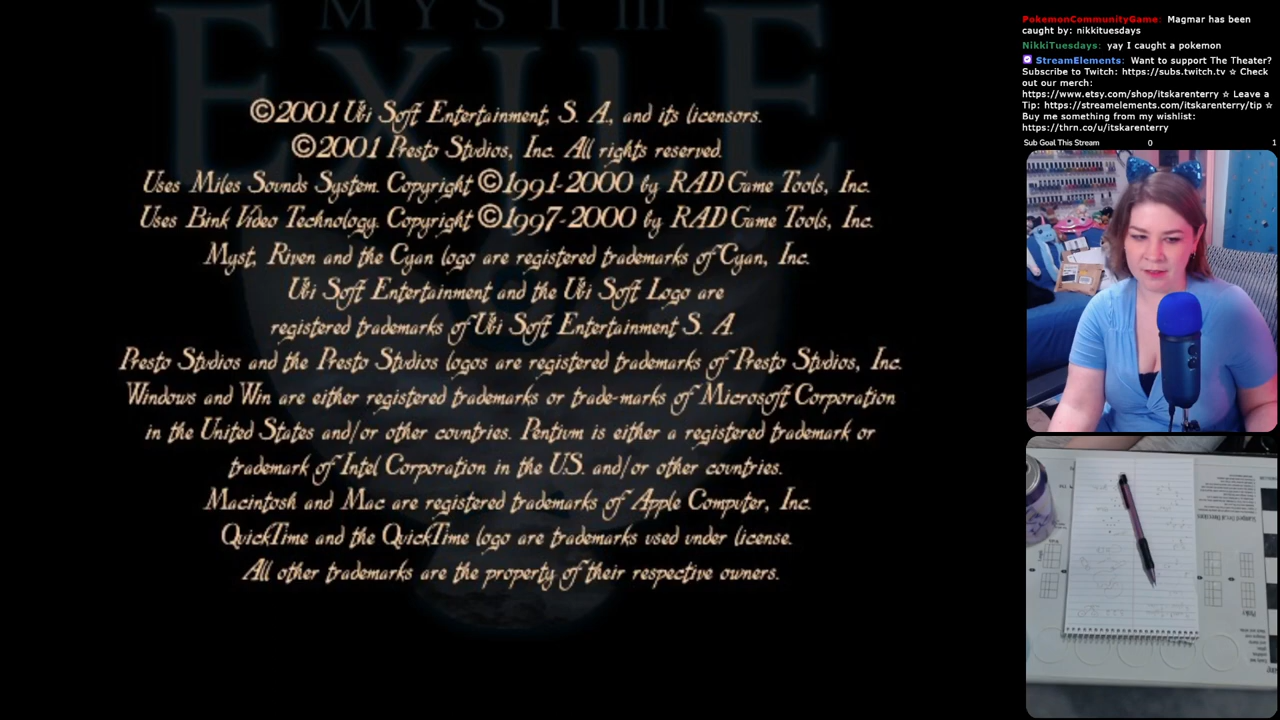 MYST III
EXILE
©2001 Ubi Soft Entertainment, S. A., and its licensors.
©2001 Presto Studios, Inc. All rights reserved.
Uses Miles Sounds System. Copyright ©1991-2000 by RAD Game Tools, Inc.
Uses Bink Video Technology. Copyright ©1997-2000 by RAD Game Tools, Inc.
Myst, Riven and the Cyan logo are registered trademarks of Cyan, Inc.
Ubi Soft Entertainment and the Ubi Soft Logo are
registered trademarks of Ubi Soft Entertainment S. A.
Presto Studios and the Presto Studios logos are registered trademarks of Presto Studios, Inc.
Windows and Win are either registered trademarks or trade-marks of Microsoft Corporation
in the United States and/or other countries. Pentium is either a registered trademark or
trademark of Intel Corporation in the U.S. and/or other countries.
Macintosh and Mac are registered trademarks of Apple Computer, Inc.
QuickTime and the QuickTime logo are trademarks used under license.
All other trademarks are the property of their respective owners.
PokemonCommunityGame: Magmar has been
caught by: nikkituesdays
NikkiTuesdays: yay I caught a pokemon
StreamElements: Want to support The Theater?
Subscribe to Twitch: https://subs.twitch.tv ☆ Check
out our merch:
https://www.etsy.com/shop/itskarenterry ☆ Leave a
Tip: https://streamelements.com/itskarenterry/tip ☆
Buy me something from my wishlist:
https://thrn.co/u/itskarenterry
Sub Goal This Stream 0 1